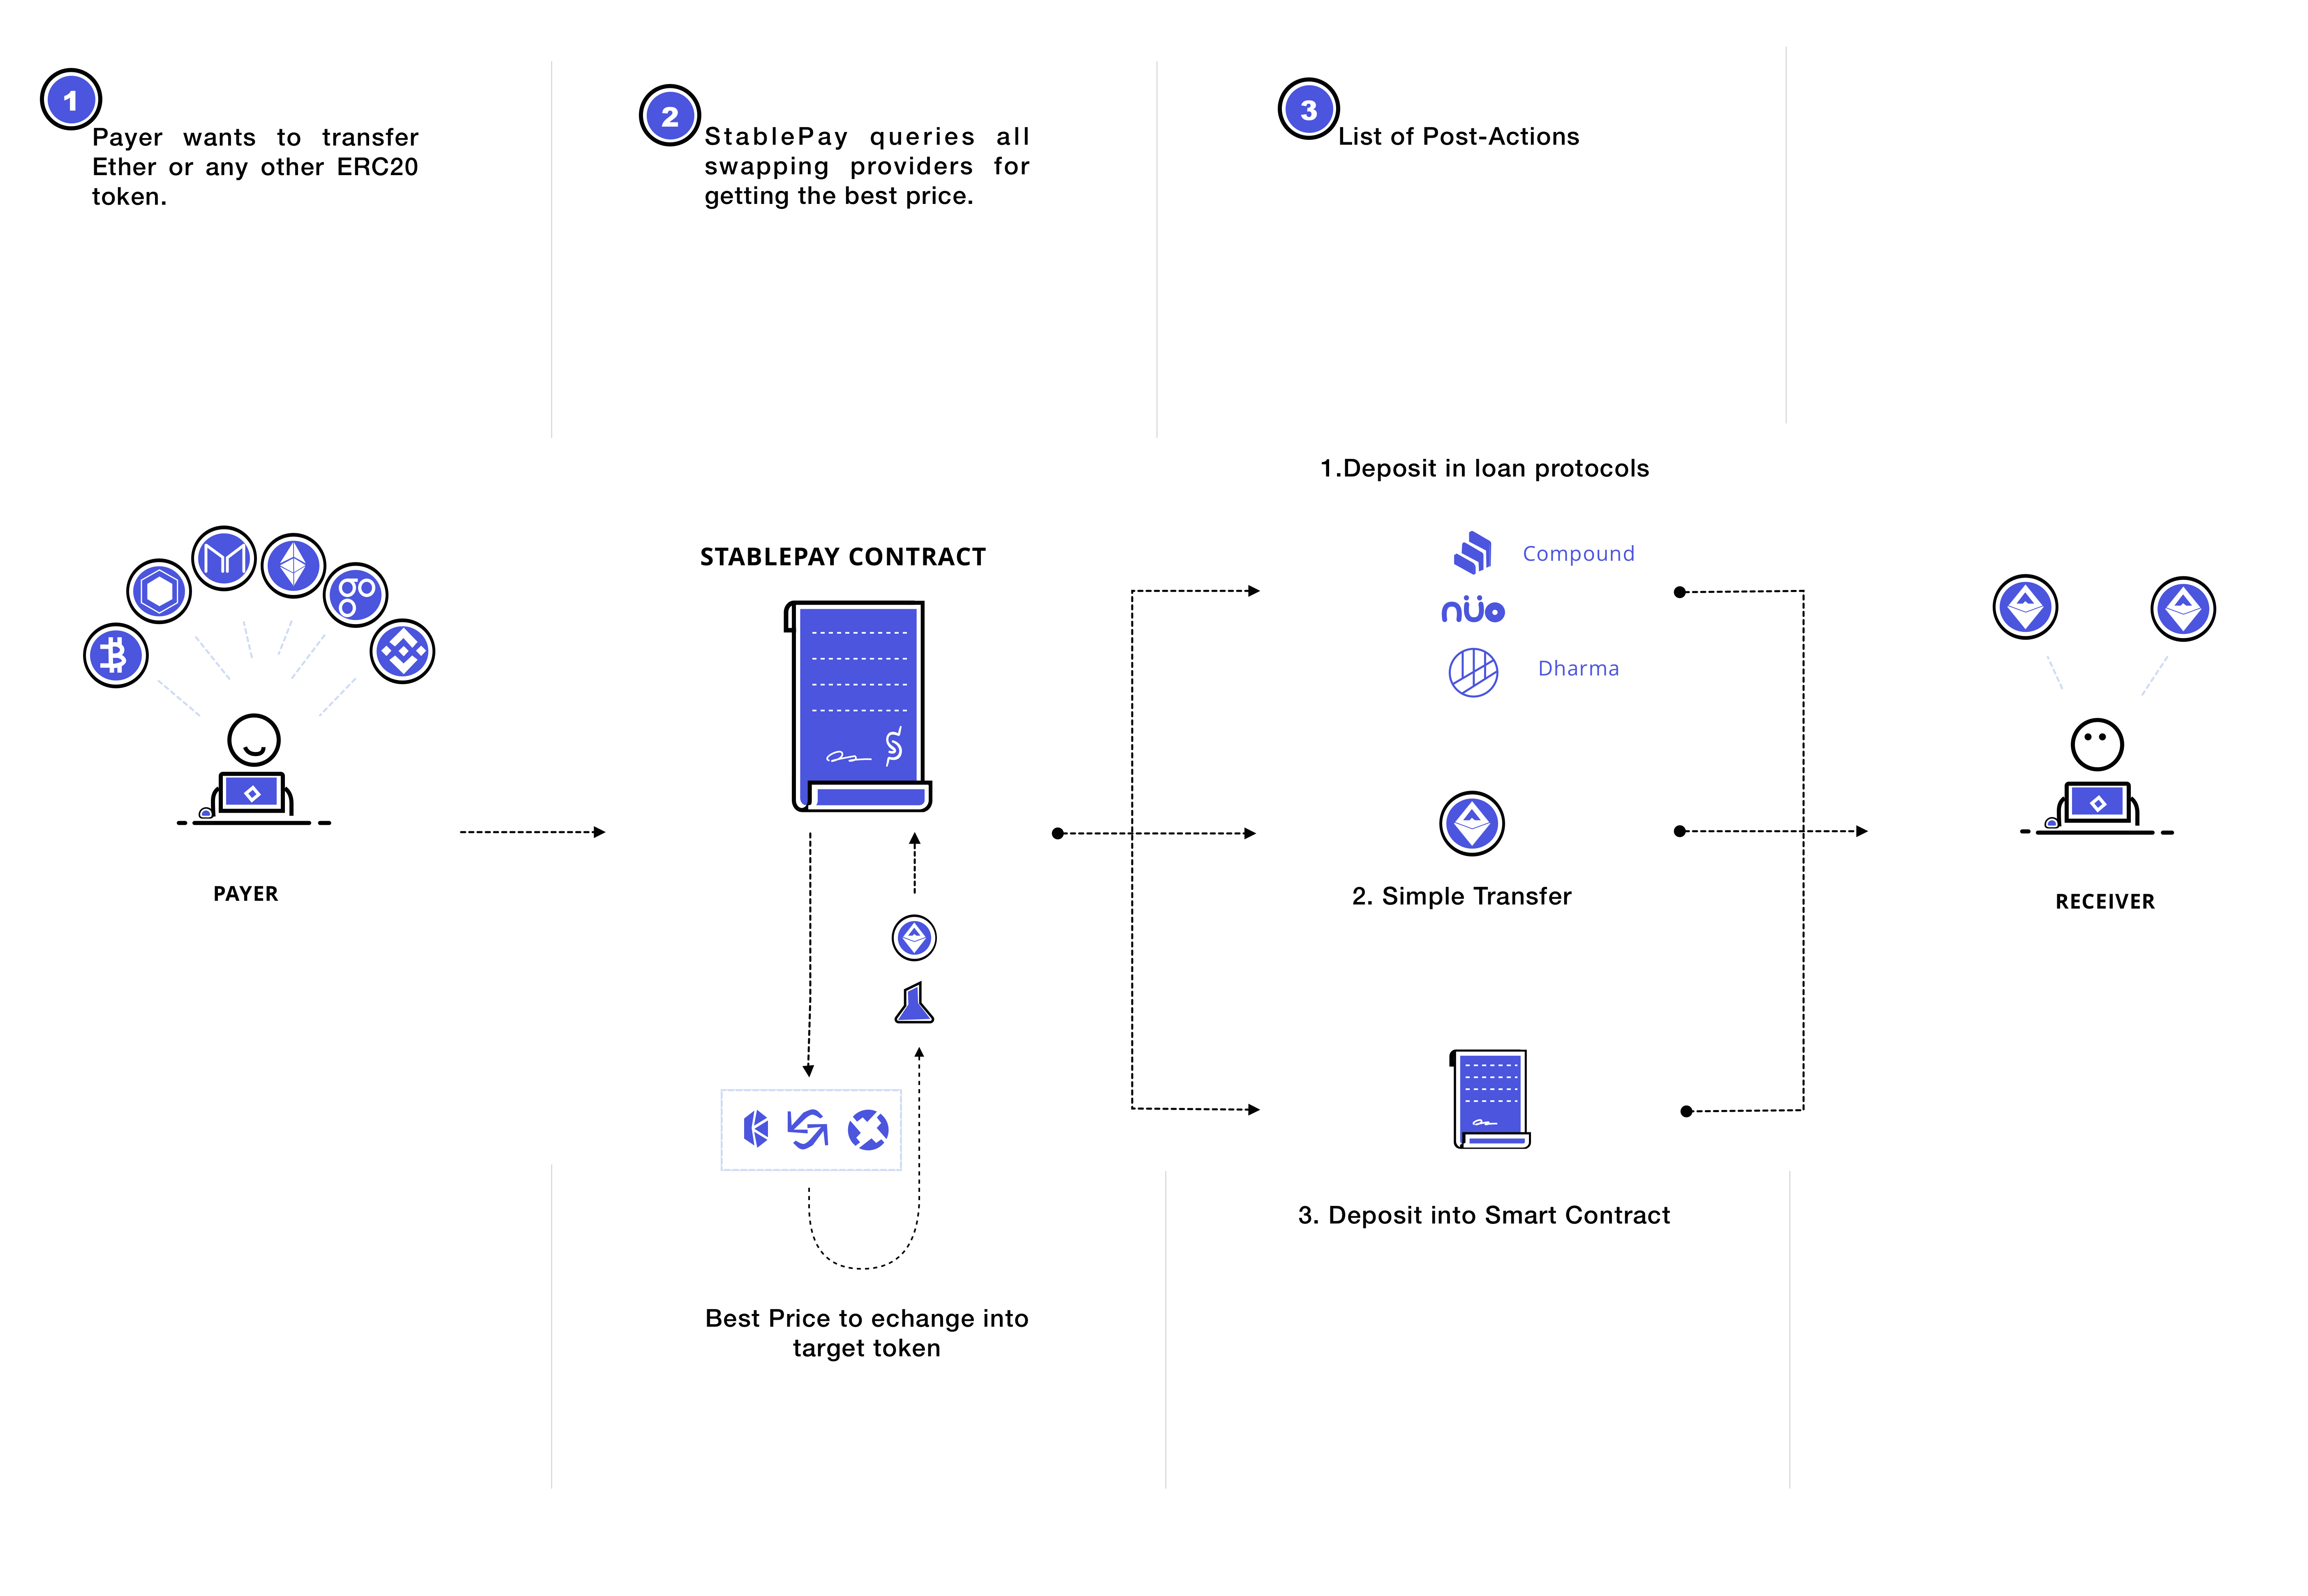 1
Payer wants to transfer
Ether or any other ERC20
token.
2
StablePay queries all
swapping providers for
getting the best price.
3
List of Post-Actions
1.Deposit in loan protocols
Compound
nüo
Dharma
STABLEPAY CONTRACT
PAYER
2. Simple Transfer
RECEIVER
3. Deposit into Smart Contract
Best Price to echange into
target token